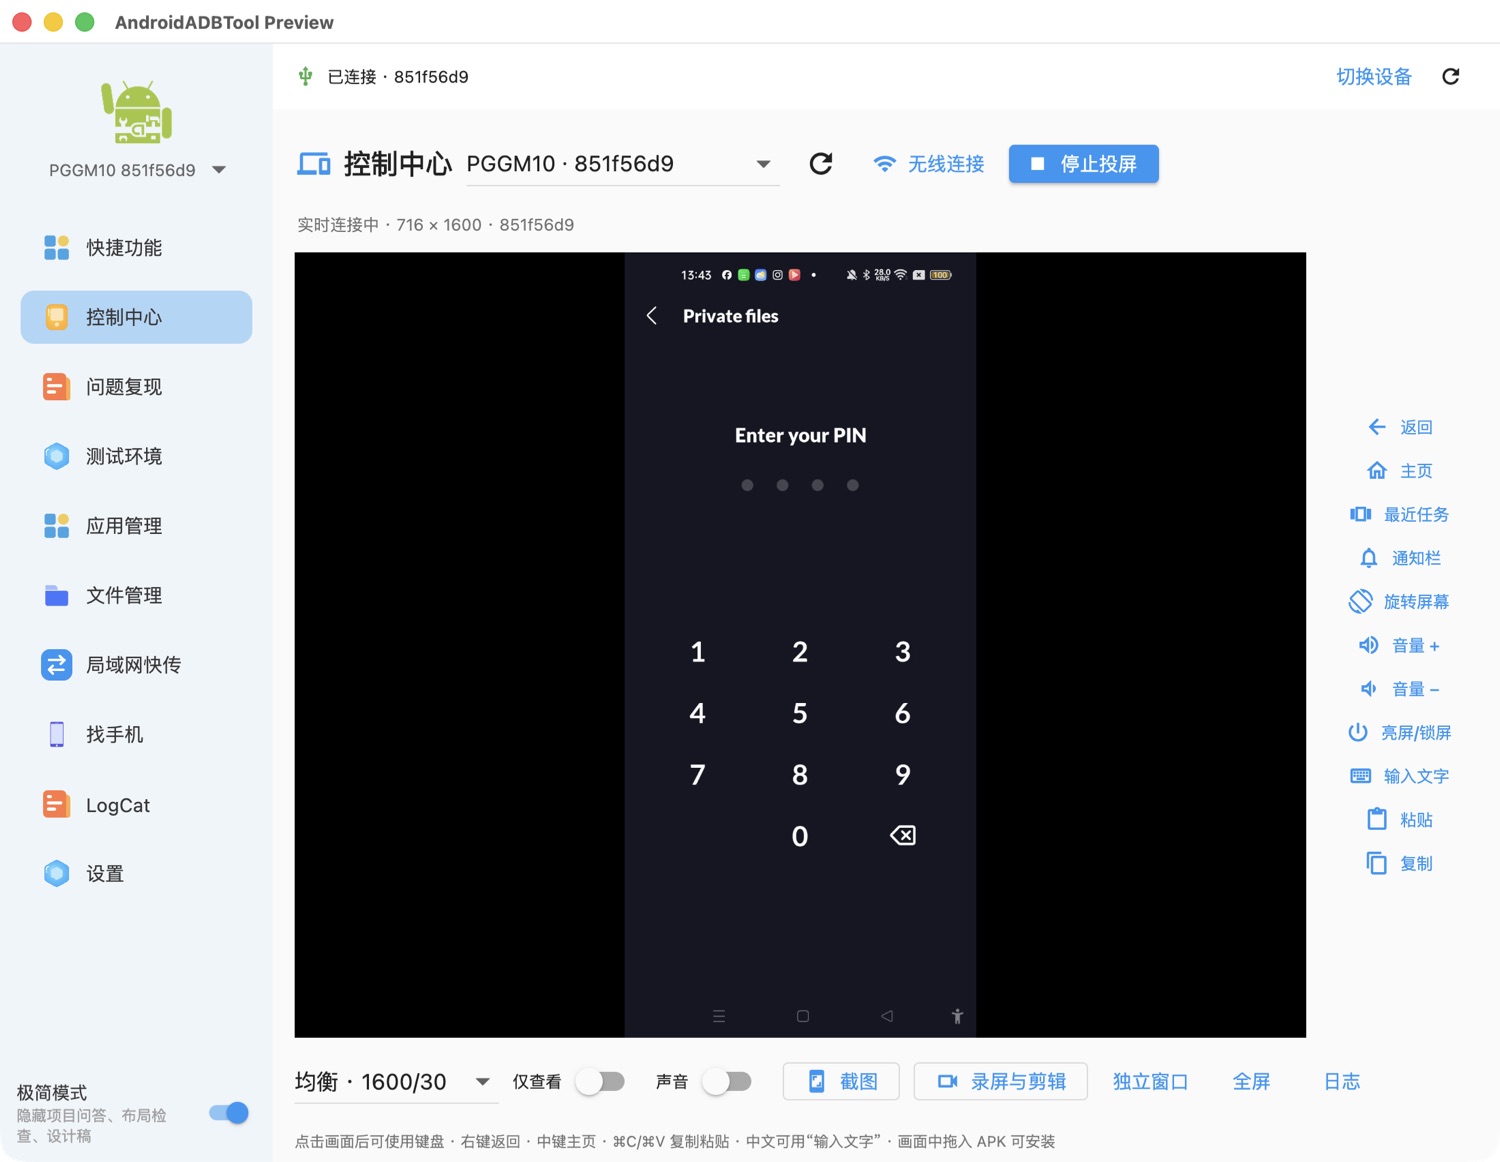 AndroidADBTool Preview
已连接 · 851f56d9
切换设备
PGGM10 851f56d9
控制中心 PGGM10 · 851f56d9
无线连接
停止投屏
实时连接中 · 716 × 1600 · 851f56d9
快捷功能
控制中心
问题复现
测试环境
应用管理
文件管理
局域网快传
找手机
LogCat
设置
极简模式
隐藏项目问答、布局检
查、设计稿
13:43
28.0
KB/S
100
Private files
Enter your PIN
1 2 3
4 5 6
7 8 9
0
返回
主页
最近任务
通知栏
旋转屏幕
音量 +
音量 −
亮屏/锁屏
输入文字
粘贴
复制
均衡 · 1600/30
仅查看
声音
截图
录屏与剪辑
独立窗口
全屏
日志
点击画面后可使用键盘 · 右键返回 · 中键主页 · ⌘C/⌘V 复制粘贴 · 中文可用“输入文字” · 画面中拖入 APK 可安装